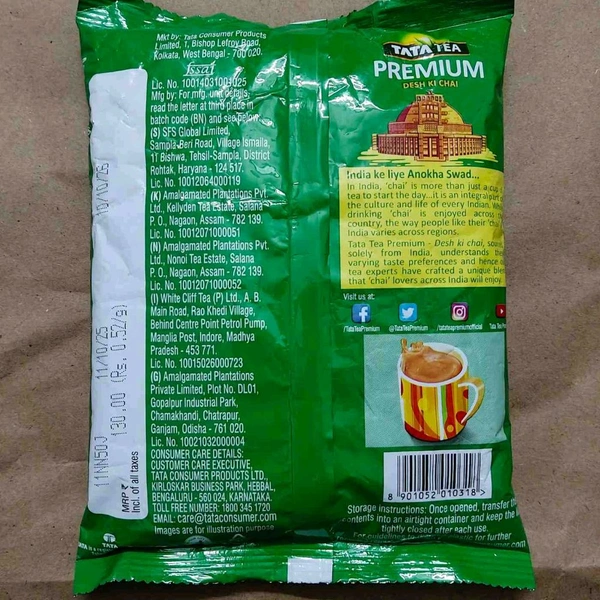 Mkt by: Tata Consumer Products
Limited, 1, Bishop Lefroy Road,
Kolkata, West Bengal - 700 020.
fssai
Lic. No. 10014031001025
Mfg by: For mfg. unit details,
read the letter at third place in
batch code (BN) and see below
(S) SFS Global Limited,
Sampla-Beri Road, Village Ismaila,
11 Bishwa, Tehsil-Sampla, District
Rohtak, Haryana - 124 517.
Lic. No. 10012064000119
(K) Amalgamated Plantations Pvt.
Ltd., Kellyden Tea Estate, Salana
P. O., Nagaon, Assam - 782 139.
Lic. No. 10012071000051
(N) Amalgamated Plantations Pvt.
Ltd., Nonoi Tea Estate, Salana
P. O., Nagaon, Assam - 782 139.
Lic. No. 10012071000052
(I) White Cliff Tea (P) Ltd., A. B.
Main Road, Rao Khedi Village,
Behind Centre Point Petrol Pump,
Manglia Post, Indore, Madhya
Pradesh - 453 771.
Lic. No. 10015026000723
(G) Amalgamated Plantations
Private Limited, Plot No. DL01,
Gopalpur Industrial Park,
Chamakhandi, Chatrapur,
Ganjam, Odisha - 761 020.
Lic. No. 10021032000004
CONSUMER CARE DETAILS:
CUSTOMER CARE EXECUTIVE,
TATA CONSUMER PRODUCTS LTD.,
KIRLOSKAR BUSINESS PARK, HEBBAL,
BENGALURU - 560 024, KARNATAKA.
TOLL FREE NUMBER: 1800 345 1720
EMAIL: care@tataconsumer.com
Images are for illustration purpose
11NN50J 11/10/25 10/10/26
130.00 (Rs. 0.52/g)
MRP ₹
Incl. of all taxes
TATA
TATA TEA
PREMIUM
DESH KI CHAI
India ke liye Anokha Swad...
In India, 'chai' is more than just a cup
tea to start the day...it is an integral part
the culture and life of every Indian. Wh
drinking 'chai' is enjoyed across
country, the way people like their 'ch
India varies across regions.
Tata Tea Premium - Desh ki chai, sour
solely from India, understands the
varying taste preferences and hence
tea experts have crafted a unique blen
that 'chai' lovers across India will enjoy.
Visit us at:
/TataTeaPremium @TataTeaPremium /tatateapremiumofficial Tata Tea Pre
8 901052 010318 >
Storage instructions: Once opened, transfer the
contents into an airtight container and keep the
tightly closed after each use.
for further